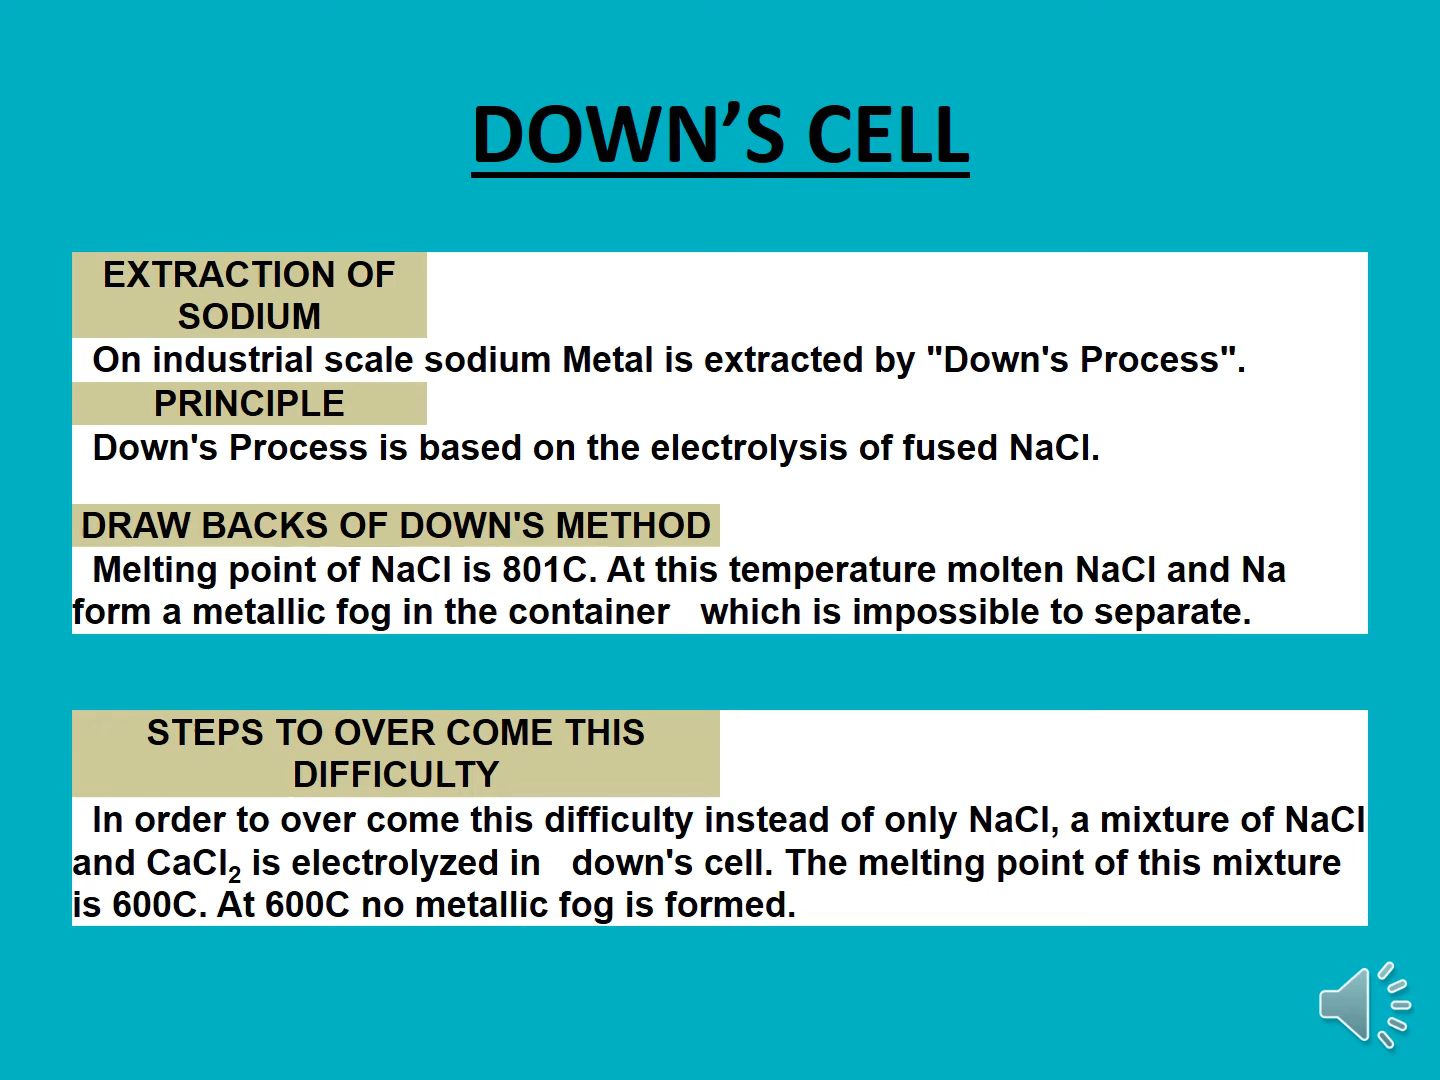 DOWN’S CELL
EXTRACTION OF
SODIUM
On industrial scale sodium Metal is extracted by "Down's Process".
PRINCIPLE
Down's Process is based on the electrolysis of fused NaCl.
DRAW BACKS OF DOWN'S METHOD
Melting point of NaCl is 801C. At this temperature molten NaCl and Na
form a metallic fog in the container   which is impossible to separate.
STEPS TO OVER COME THIS
DIFFICULTY
In order to over come this difficulty instead of only NaCl, a mixture of NaCl
and CaCl₂ is electrolyzed in   down's cell. The melting point of this mixture
is 600C. At 600C no metallic fog is formed.